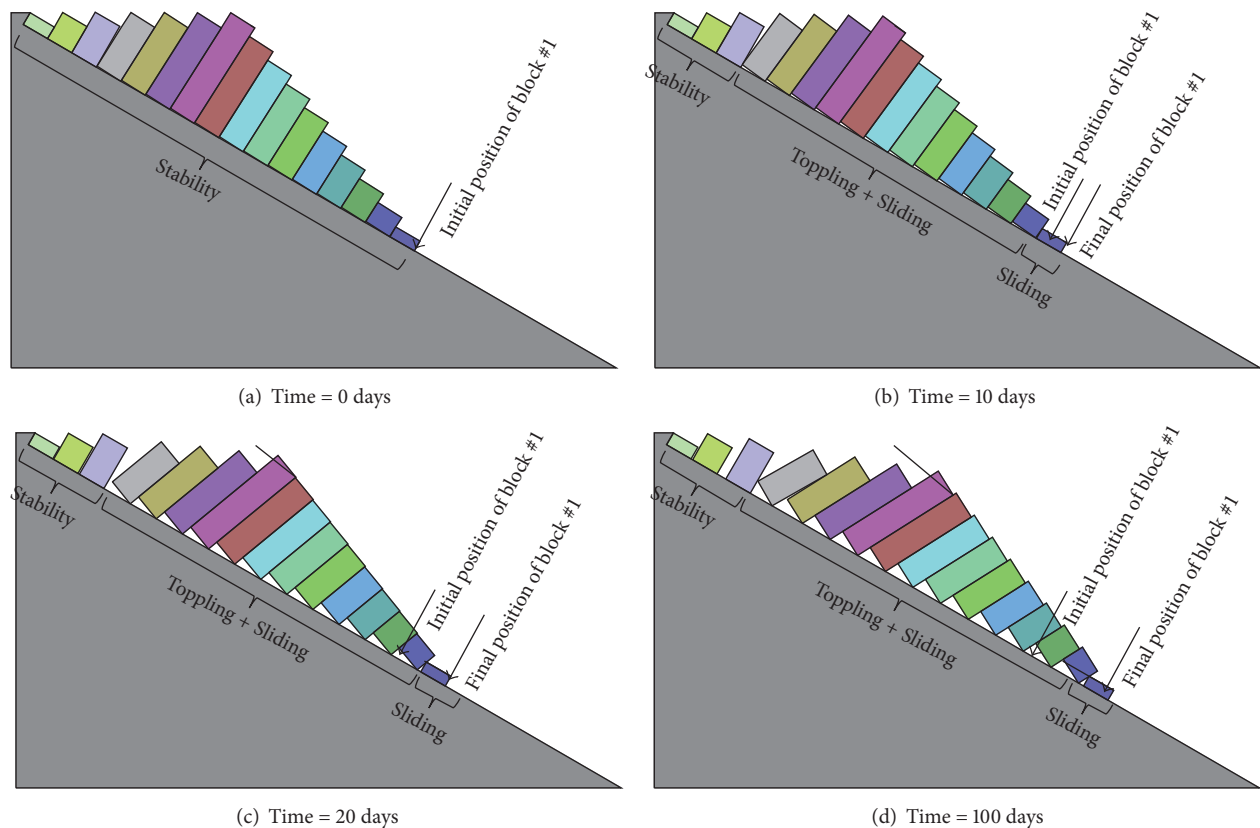 Stability
Initial position of block #1
(a) Time = 0 days
Stability
Toppling + Sliding
Sliding
Initial position of block #1
Final position of block #1
(b) Time = 10 days
Stability
Toppling + Sliding
Sliding
Initial position of block #1
Final position of block #1
(c) Time = 20 days
Stability
Toppling + Sliding
Sliding
Initial position of block #1
Final position of block #1
(d) Time = 100 days